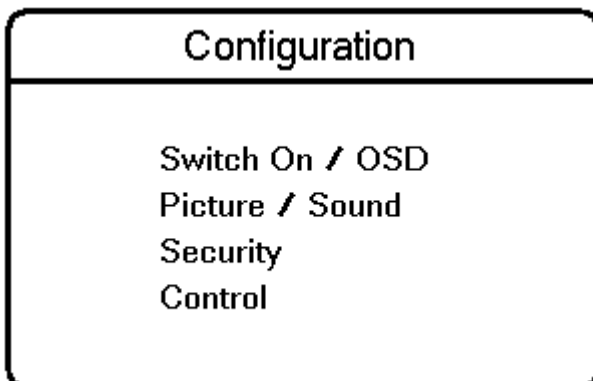 Configuration
Switch On / OSD
Picture / Sound
Security
Control